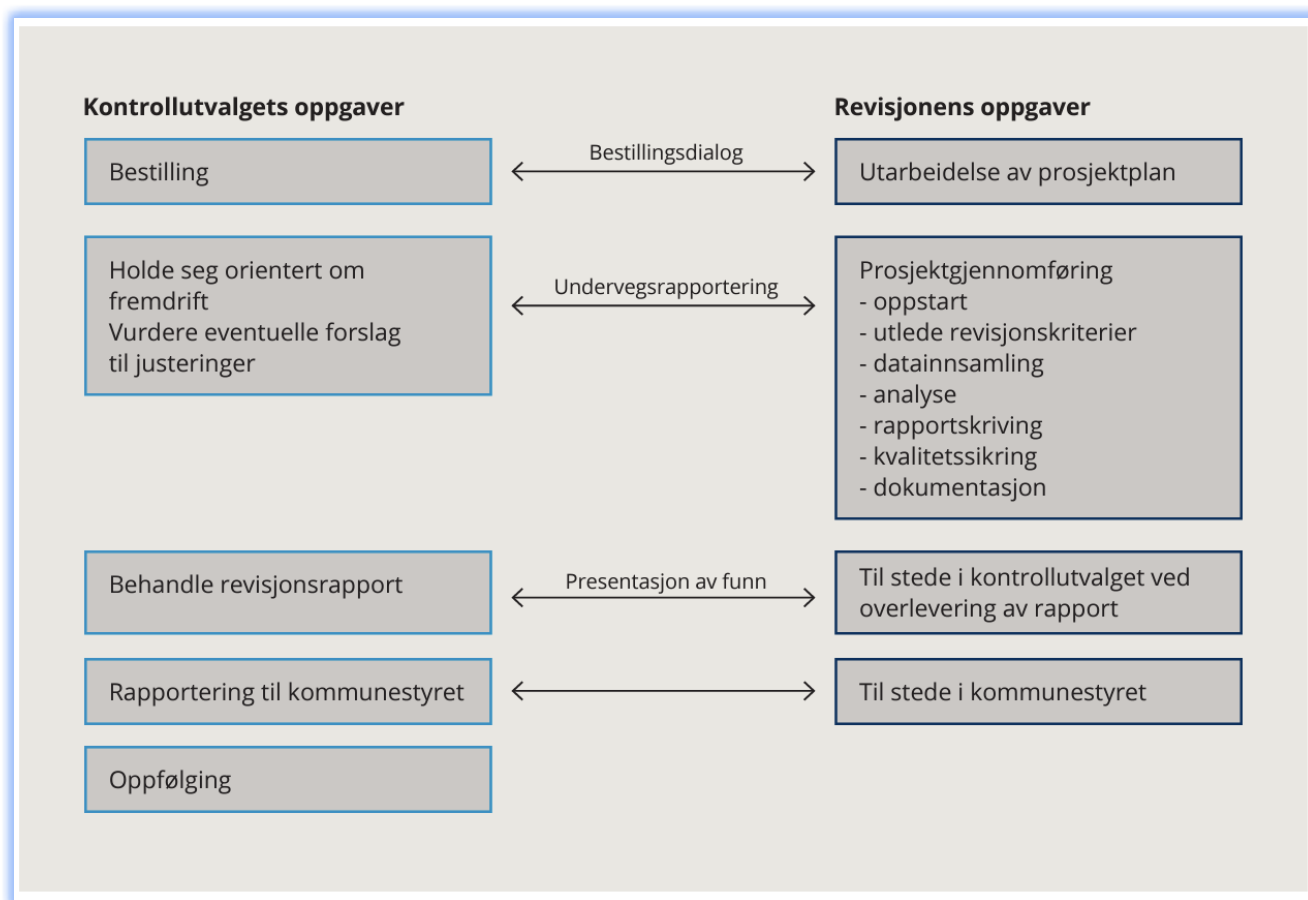 Kontrollutvalgets oppgaver
Revisjonens oppgaver
Bestilling
Bestillingsdialog
Utarbeidelse av prosjektplan
Holde seg orientert om
fremdrift
Vurdere eventuelle forslag
til justeringer
Undervegsrapportering
Prosjektgjennomføring
- oppstart
- utlede revisjonskriterier
- datainnsamling
- analyse
- rapportskriving
- kvalitetssikring
- dokumentasjon
Behandle revisjonsrapport
Presentasjon av funn
Til stede i kontrollutvalget ved
overlevering av rapport
Rapportering til kommunestyret
Til stede i kommunestyret
Oppfølging